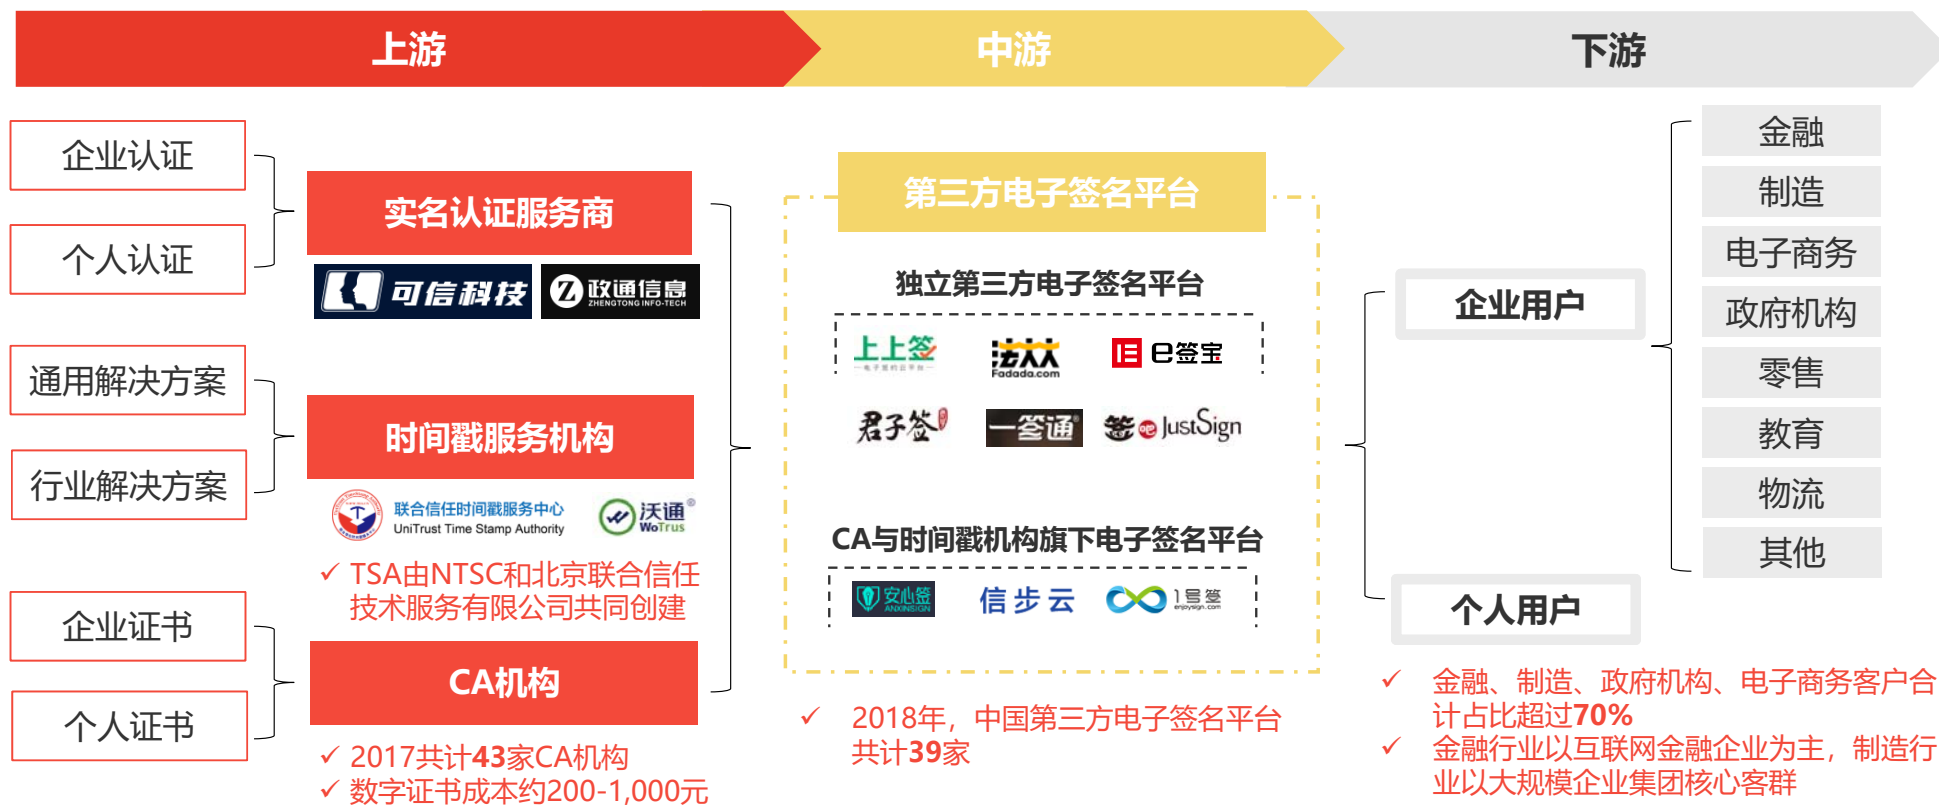 上游
中游
下游
企业认证
个人认证
实名认证服务商
可信科技
政通信息
ZHENGTONG INFO-TECH
通用解决方案
行业解决方案
时间戳服务机构
联合信任时间戳服务中心
UniTrust Time Stamp Authority
沃通®
WoTrus
✓ TSA由NTSC和北京联合信任
技术服务有限公司共同创建
企业证书
个人证书
CA机构
✓ 2017共计43家CA机构
✓ 数字证书成本约200-1,000元
第三方电子签名平台
独立第三方电子签名平台
上上签
电子签约云平台
法大大
Fadada.com
e签宝
君子签
一签通®
签吧 JustSign
CA与时间戳机构旗下电子签名平台
安心签
ANXINSIGN
信步云
1号签
enjoysign.com
✓ 2018年，中国第三方电子签名平台
共计39家
企业用户
个人用户
金融
制造
电子商务
政府机构
零售
教育
物流
其他
✓ 金融、制造、政府机构、电子商务客户合
计占比超过70%
✓ 金融行业以互联网金融企业为主，制造行
业以大规模企业集团核心客群